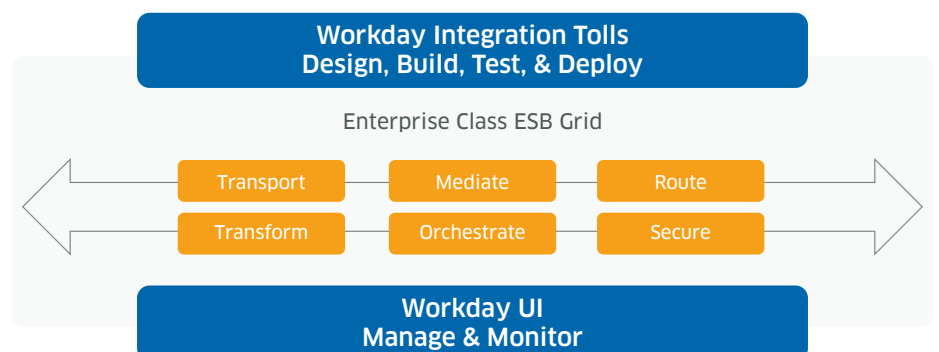 Workday Integration Tolls
Design, Build, Test, & Deploy
Enterprise Class ESB Grid
Transport
Mediate
Route
Transform
Orchestrate
Secure
Workday UI
Manage & Monitor